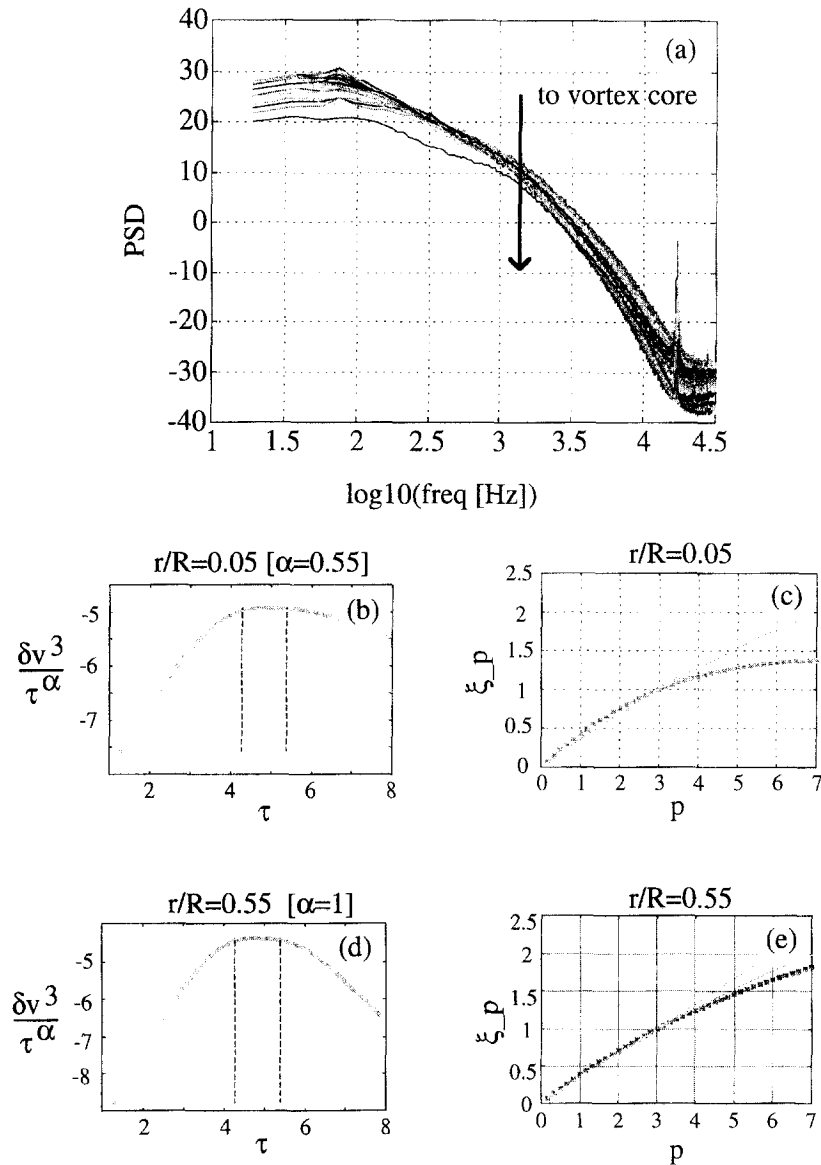 40
30
20
10
0
-10
-20
-30
-40
PSD
(a)
to vortex core
1 1.5 2 2.5 3 3.5 4 4.5
log10(freq [Hz])
r/R=0.05 [α=0.55]
(b)
-5
-6
-7
δv³
τ^α
2 4 6 8
τ
r/R=0.05
(c)
2.5
2
1.5
1
0.5
0
ξ_p
0 1 2 3 4 5 6 7
p
r/R=0.55 [α=1]
(d)
-5
-6
-7
-8
δv³
τ^α
2 4 6 8
τ
r/R=0.55
(e)
2.5
2
1.5
1
0.5
0
ξ_p
0 1 2 3 4 5 6 7
p